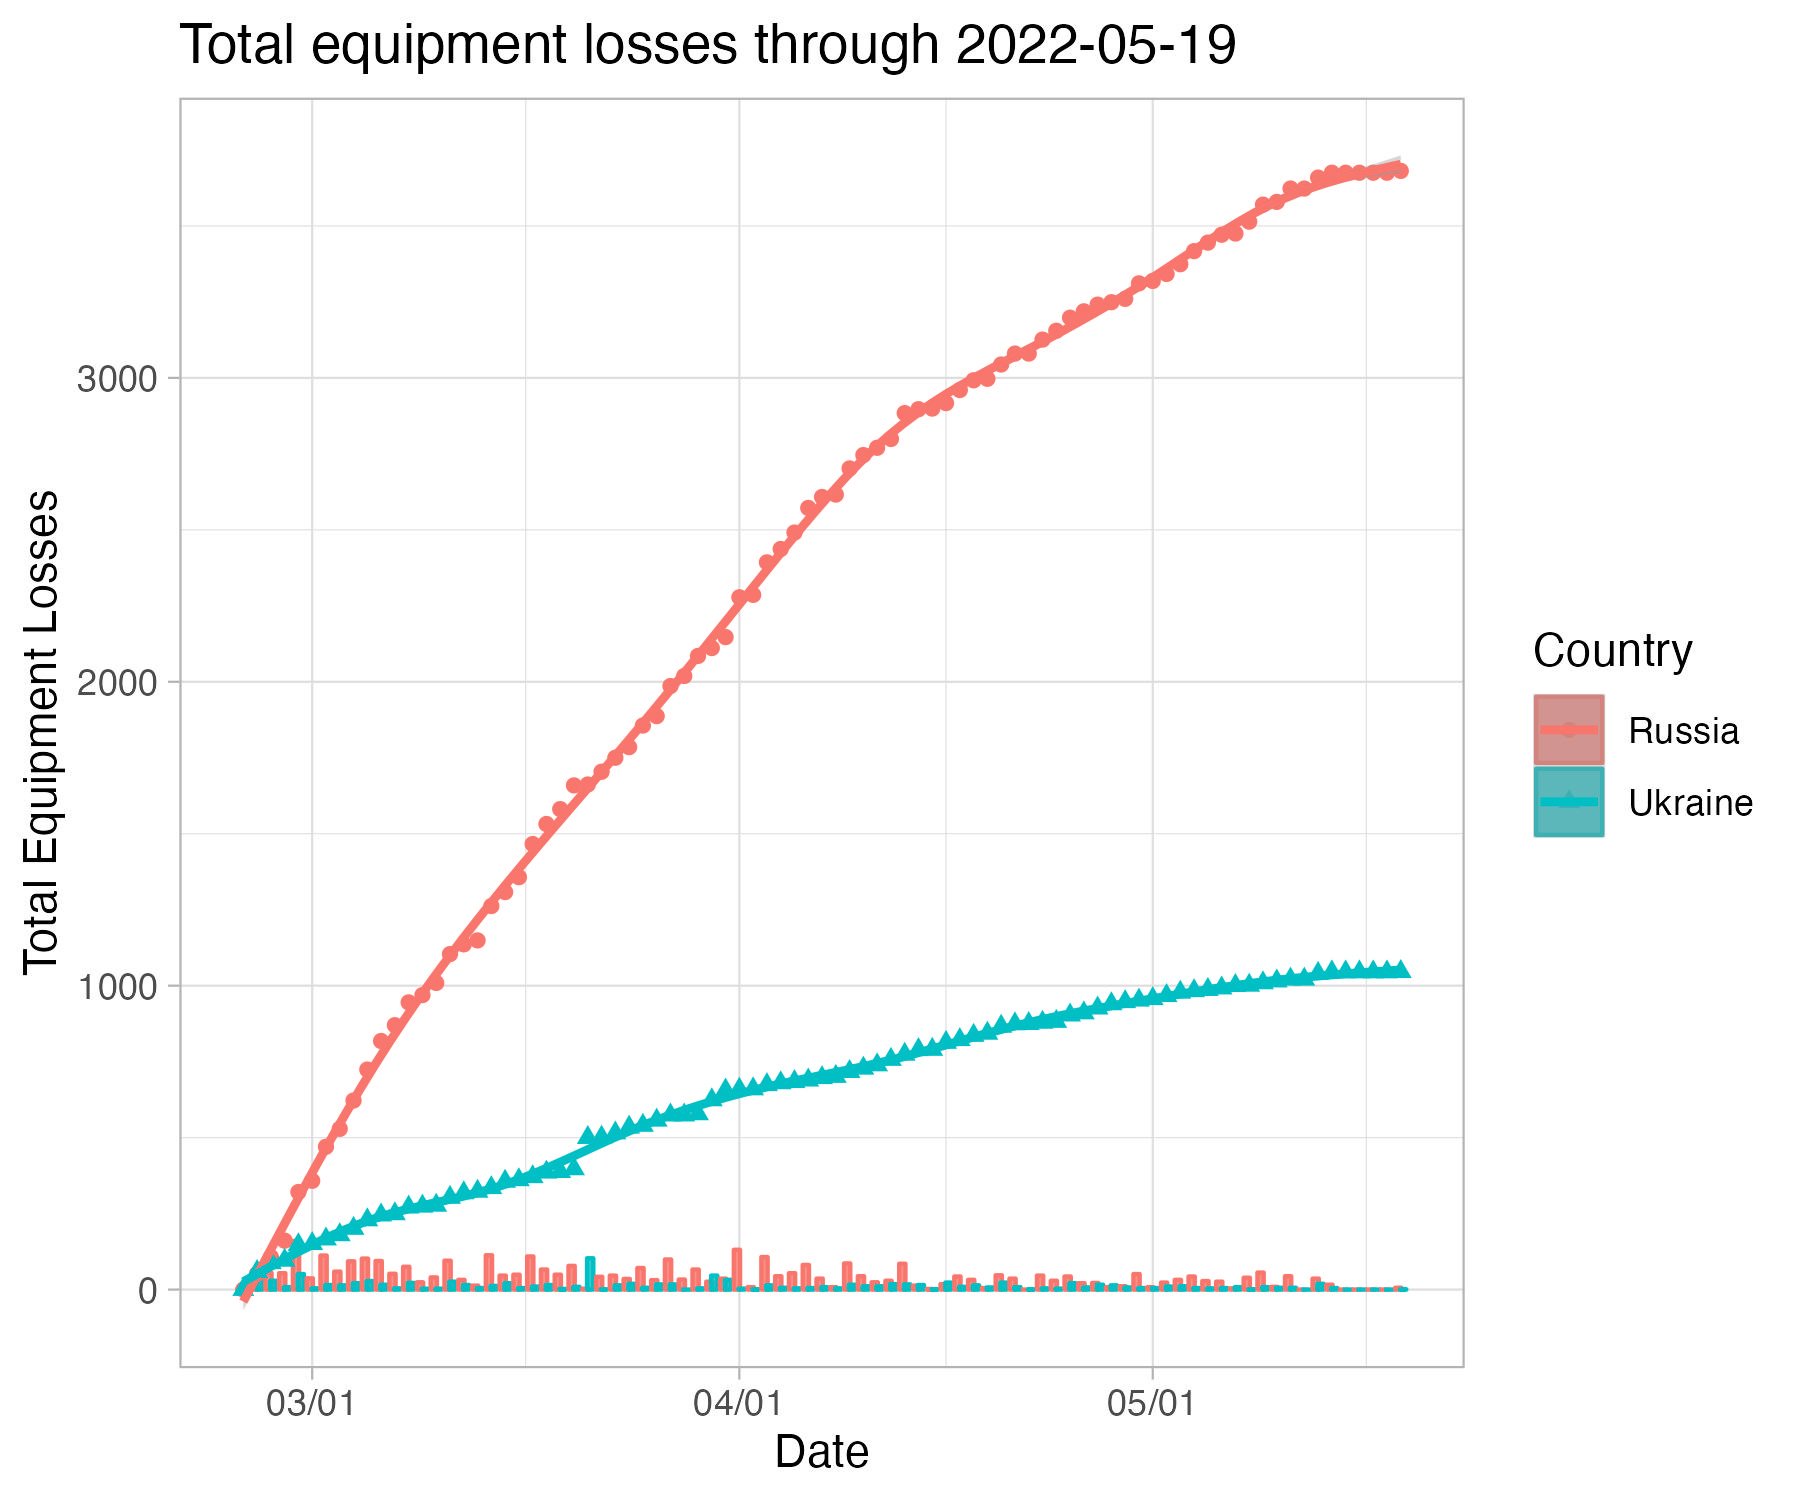 Total equipment losses through 2022-05-19
Total Equipment Losses
3000
2000
1000
0
03/01
04/01
05/01
Date
Country
Russia
Ukraine